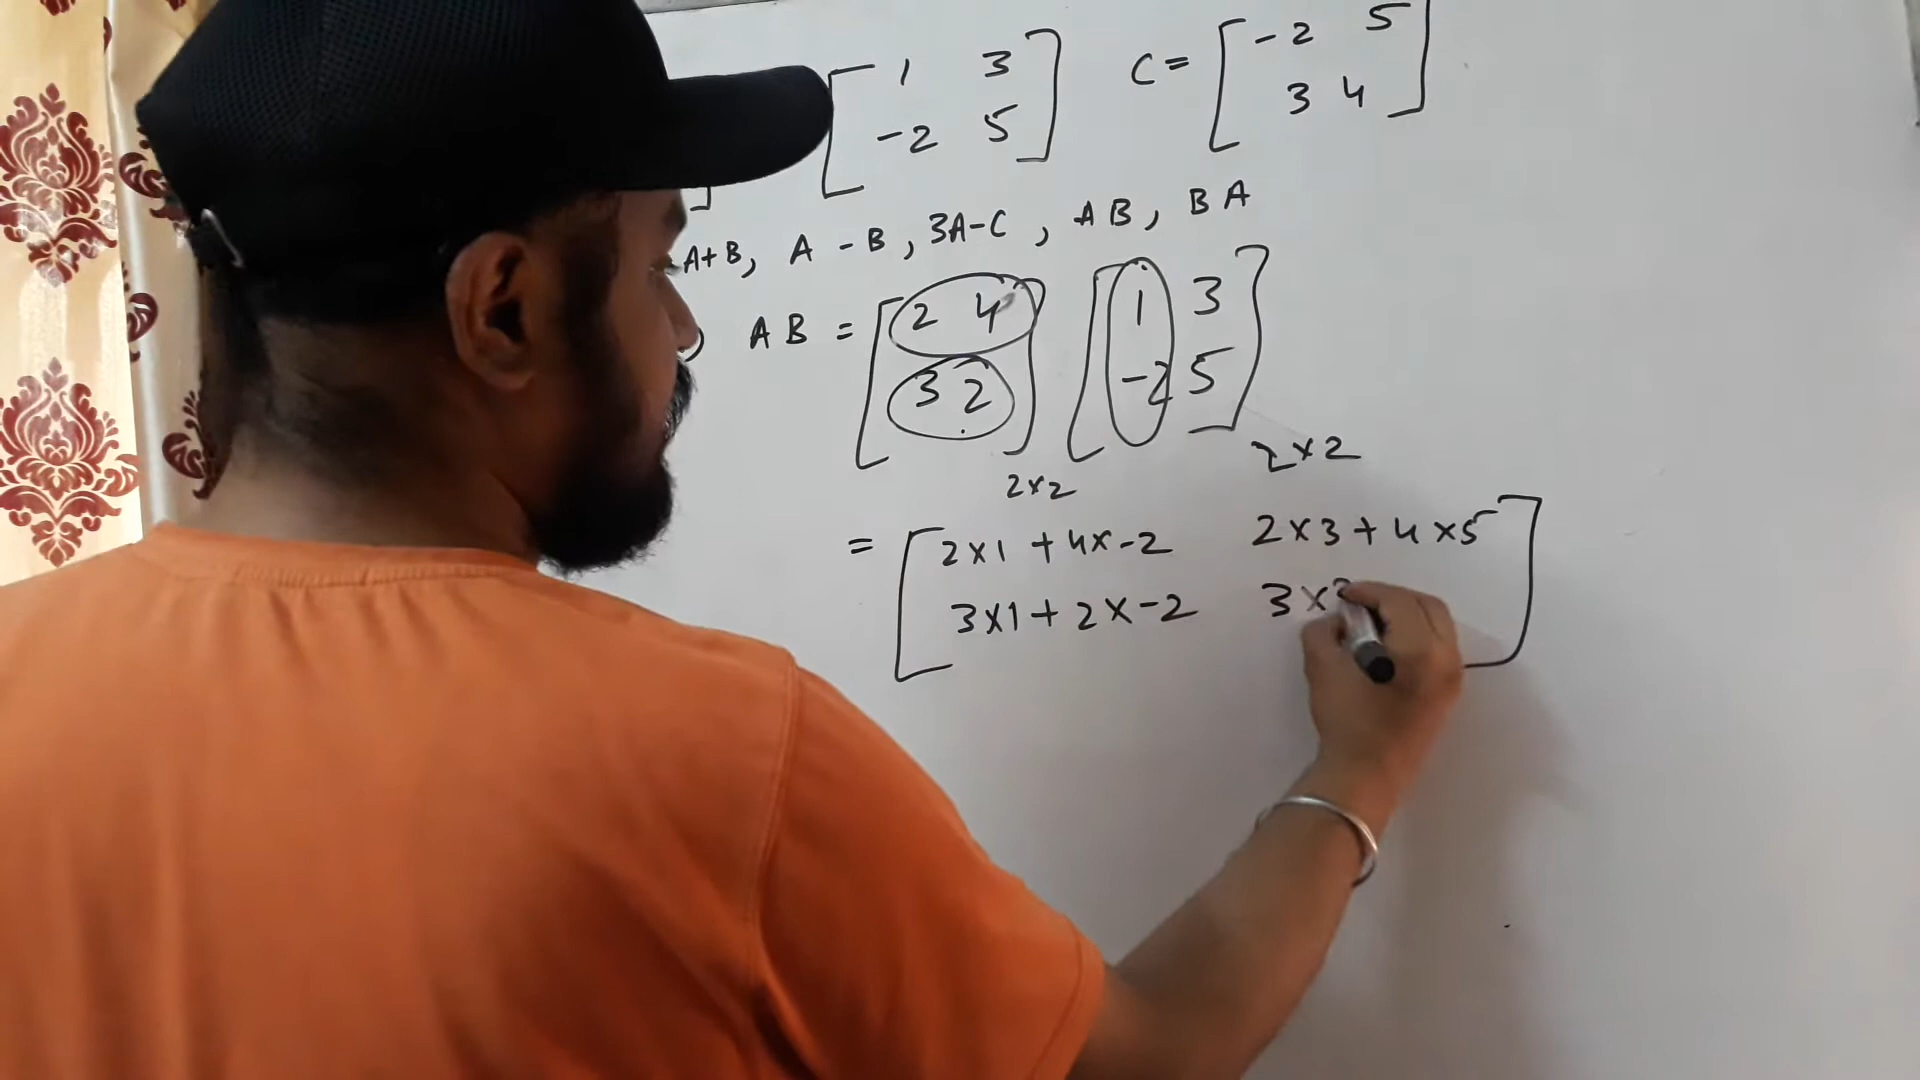 [1 3 -2 5] C = [-2 5 3 4]
A+B, A - B, 3A-C, AB, BA
) AB = [2 4 3 2] 2×2 [1 3 -2 5] 2×2
= [2×1 + 4×-2 2×3 + 4×5
3×1 + 2×-2 3×]